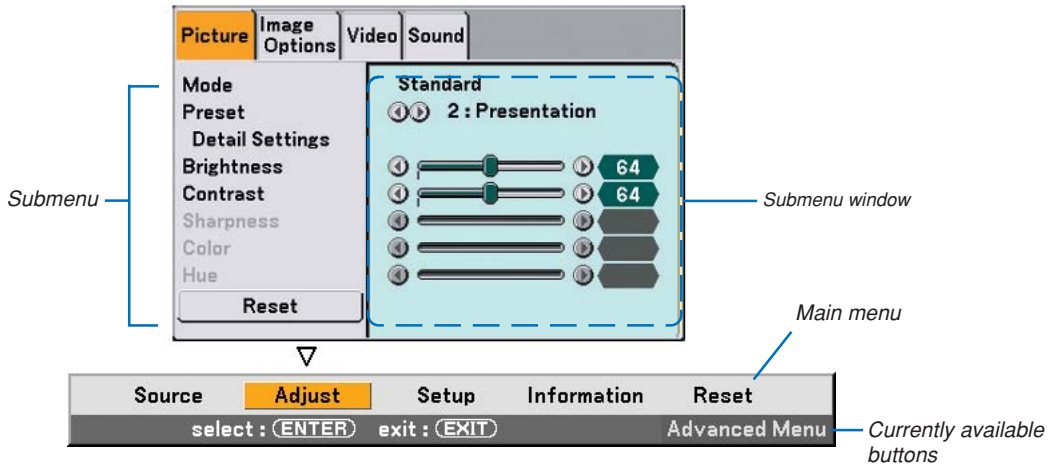 Picture Image Options Video Sound
Mode Standard
Preset 2 : Presentation
Detail Settings
Brightness 64
Contrast 64
Sharpness
Color
Hue
Reset
Submenu
Submenu window
Main menu
Source Adjust Setup Information Reset
select : ENTER exit : EXIT Advanced Menu
Currently available
buttons